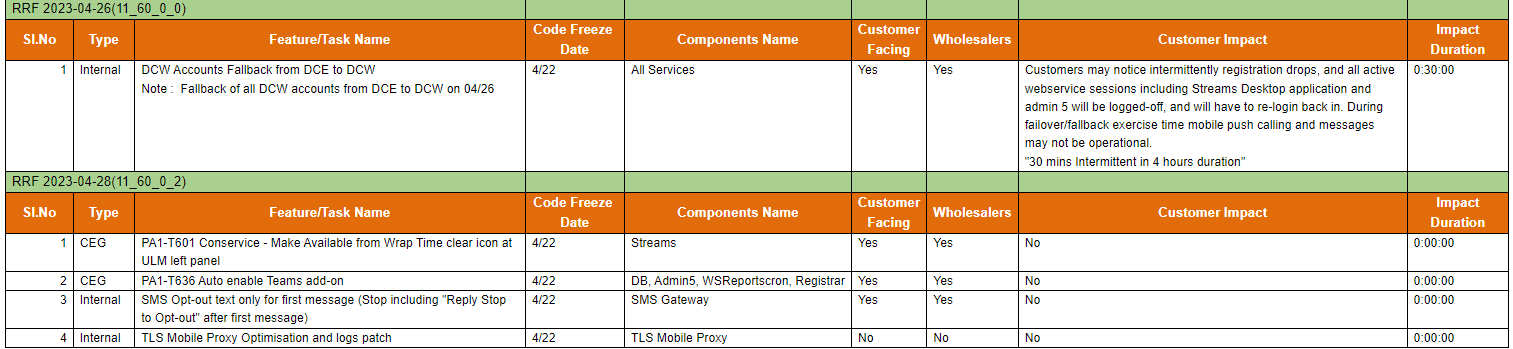 RRF 2023-04-26(11_60_0_0)
Sl.No Type Feature/Task Name Code Freeze Date Components Name Customer Facing Wholesalers Customer Impact Impact Duration
1 Internal DCW Accounts Fallback from DCE to DCW 4/22 All Services Yes Yes Customers may notice intermittently registration drops, and all active 0:30:00
Note : Fallback of all DCW accounts from DCE to DCW on 04/26 webservice sessions including Streams Desktop application and
admin 5 will be logged-off, and will have to re-login back in. During
failover/fallback exercise time mobile push calling and messages
may not be operational.
"30 mins Intermittent in 4 hours duration"
RRF 2023-04-28(11_60_0_2)
Sl.No Type Feature/Task Name Code Freeze Date Components Name Customer Facing Wholesalers Customer Impact Impact Duration
1 CEG PA1-T601 Conservice - Make Available from Wrap Time clear icon at 4/22 Streams Yes Yes No 0:00:00
ULM left panel
2 CEG PA1-T636 Auto enable Teams add-on 4/22 DB, Admin5, WSReportscron, Registrar Yes Yes No 0:00:00
3 Internal SMS Opt-out text only for first message (Stop including "Reply Stop 4/22 SMS Gateway Yes Yes No 0:00:00
to Opt-out" after first message)
4 Internal TLS Mobile Proxy Optimisation and logs patch 4/22 TLS Mobile Proxy No No No 0:00:00